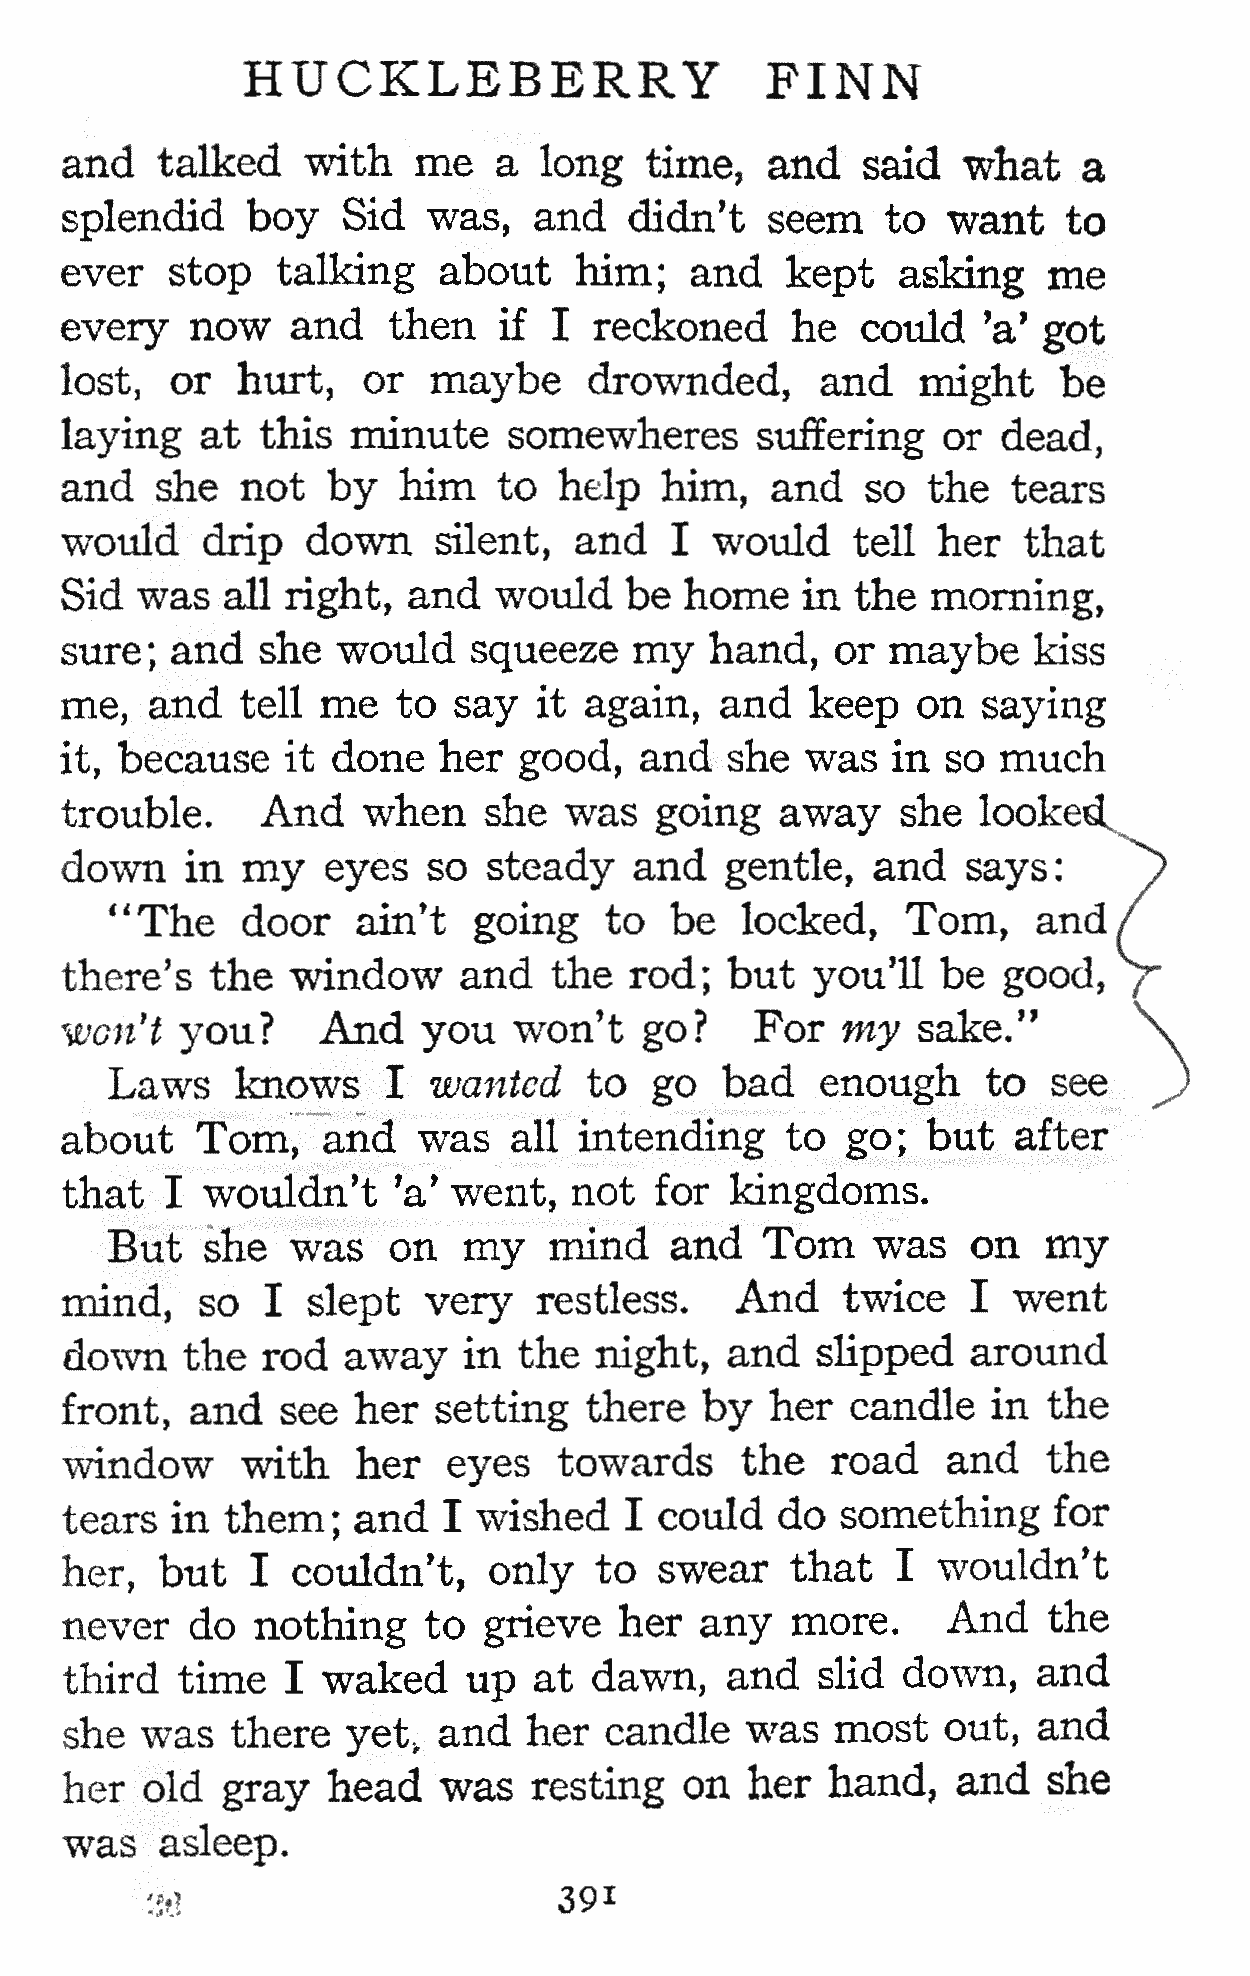 HUCKLEBERRY FINN
and talked with me a long time, and said what a
splendid boy Sid was, and didn't seem to want to
ever stop talking about him; and kept asking me
every now and then if I reckoned he could 'a' got
lost, or hurt, or maybe drownded, and might be
laying at this minute somewheres suffering or dead,
and she not by him to help him, and so the tears
would drip down silent, and I would tell her that
Sid was all right, and would be home in the morning,
sure; and she would squeeze my hand, or maybe kiss
me, and tell me to say it again, and keep on saying
it, because it done her good, and she was in so much
trouble. And when she was going away she looked
down in my eyes so steady and gentle, and says:
"The door ain't going to be locked, Tom, and
there's the window and the rod; but you'll be good,
won't you? And you won't go? For my sake."
Laws knows I wanted to go bad enough to see
about Tom, and was all intending to go; but after
that I wouldn't 'a' went, not for kingdoms.
But she was on my mind and Tom was on my
mind, so I slept very restless. And twice I went
down the rod away in the night, and slipped around
front, and see her setting there by her candle in the
window with her eyes towards the road and the
tears in them; and I wished I could do something for
her, but I couldn't, only to swear that I wouldn't
never do nothing to grieve her any more. And the
third time I waked up at dawn, and slid down, and
she was there yet, and her candle was most out, and
her old gray head was resting on her hand, and she
was asleep.
391